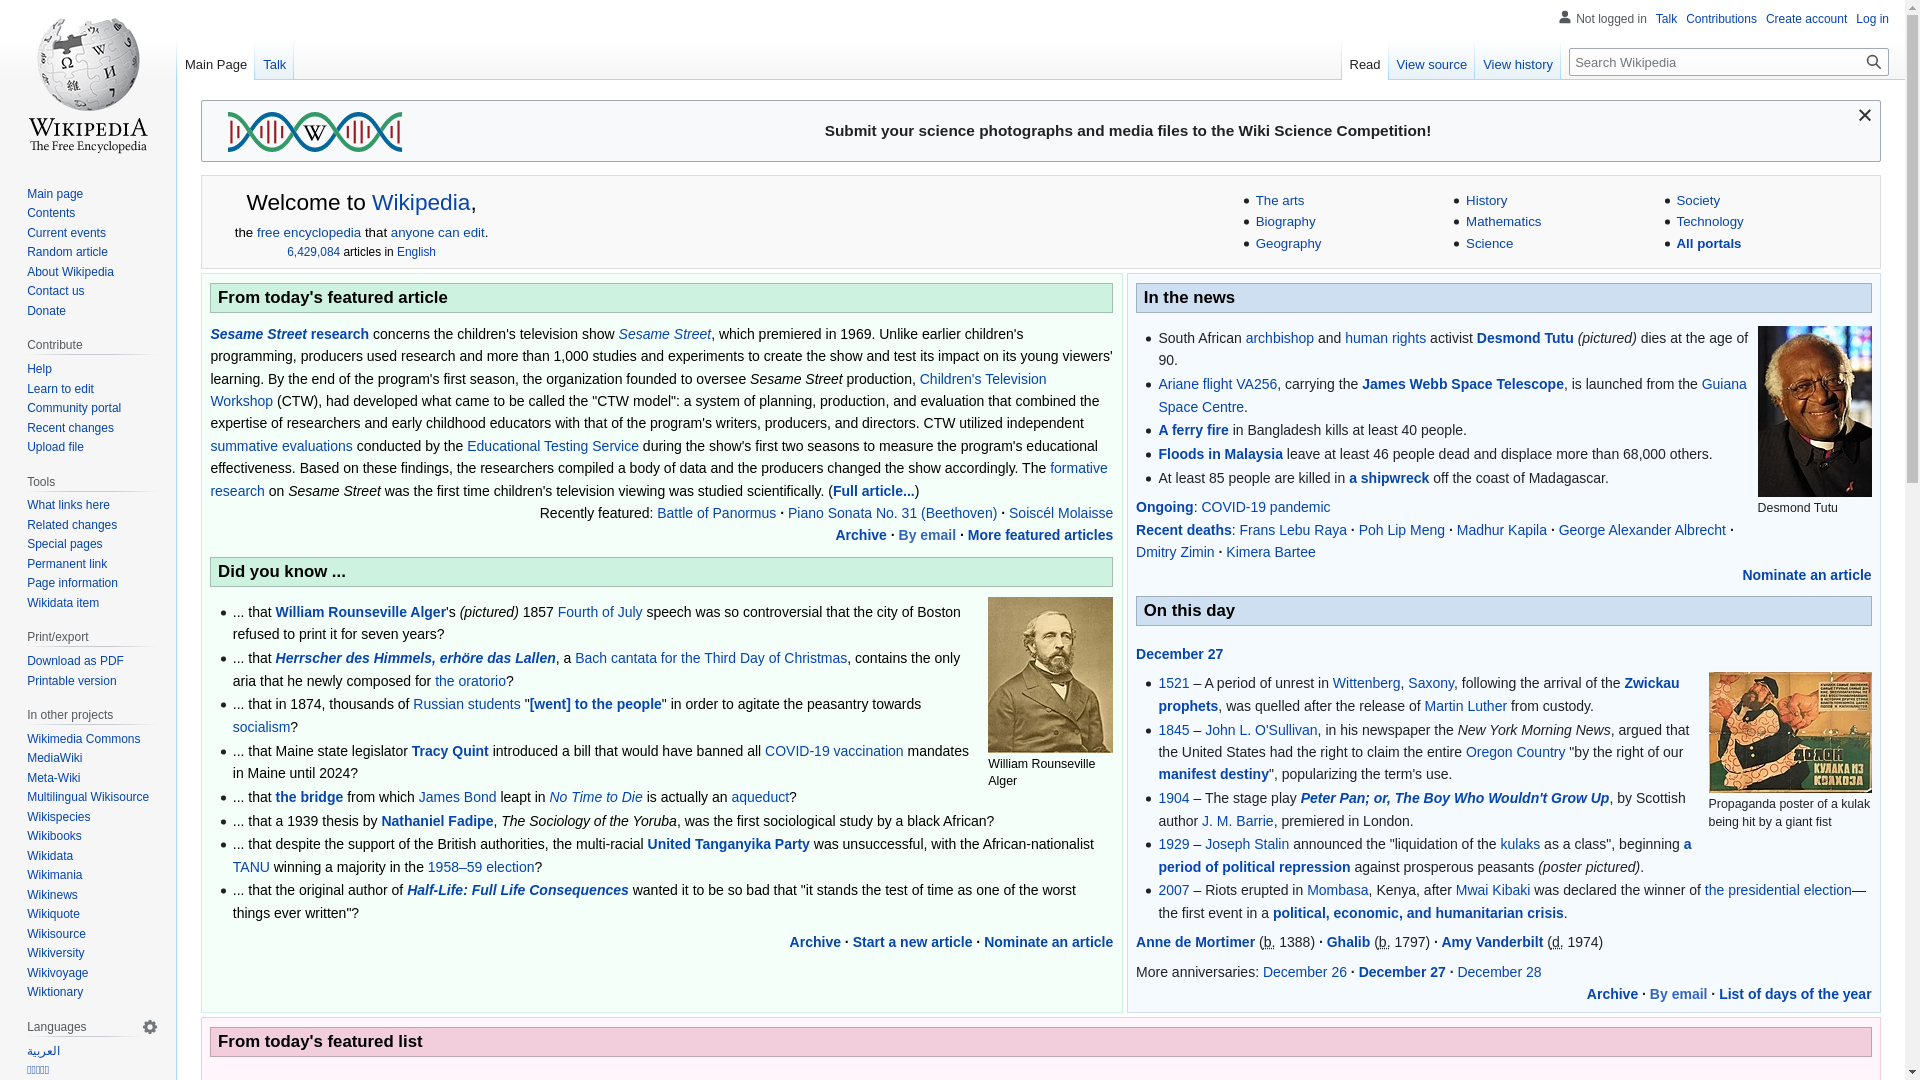 Not logged in Talk Contributions Create account Log in
Main Page Talk Read View source View history Search Wikipedia
WIKIPEDIA
The Free Encyclopedia
Main page
Contents
Current events
Random article
About Wikipedia
Contact us
Donate
Contribute
Help
Learn to edit
Community portal
Recent changes
Upload file
Tools
What links here
Related changes
Special pages
Permanent link
Page information
Wikidata item
Print/export
Download as PDF
Printable version
In other projects
Wikimedia Commons
MediaWiki
Meta-Wiki
Multilingual Wikisource
Wikispecies
Wikibooks
Wikidata
Wikimania
Wikinews
Wikiquote
Wikisource
Wikiversity
Wikivoyage
Wiktionary
Languages
العربية
W Submit your science photographs and media files to the Wiki Science Competition!
Welcome to Wikipedia,
the free encyclopedia that anyone can edit.
6,429,084 articles in English
The arts
Biography
Geography
History
Mathematics
Science
Society
Technology
All portals
From today's featured article
Sesame Street research concerns the children's television show Sesame Street, which premiered in 1969. Unlike earlier children's
programming, producers used research and more than 1,000 studies and experiments to create the show and test its impact on its young viewers'
learning. By the end of the program's first season, the organization founded to oversee Sesame Street production, Children's Television
Workshop (CTW), had developed what came to be called the "CTW model": a system of planning, production, and evaluation that combined the
expertise of researchers and early childhood educators with that of the program's writers, producers, and directors. CTW utilized independent
summative evaluations conducted by the Educational Testing Service during the show's first two seasons to measure the program's educational
effectiveness. Based on these findings, the researchers compiled a body of data and the producers changed the show accordingly. The formative
research on Sesame Street was the first time children's television viewing was studied scientifically. (Full article...)
Recently featured: Battle of Panormus · Piano Sonata No. 31 (Beethoven) · Soiscél Molaisse
Archive · By email · More featured articles
Did you know ...
... that William Rounseville Alger's (pictured) 1857 Fourth of July speech was so controversial that the city of Boston
refused to print it for seven years?
... that Herrscher des Himmels, erhöre das Lallen, a Bach cantata for the Third Day of Christmas, contains the only
aria that he newly composed for the oratorio?
... that in 1874, thousands of Russian students "[went] to the people" in order to agitate the peasantry towards
socialism?
... that Maine state legislator Tracy Quint introduced a bill that would have banned all COVID-19 vaccination mandates
in Maine until 2024?
... that the bridge from which James Bond leapt in No Time to Die is actually an aqueduct?
... that a 1939 thesis by Nathaniel Fadipe, The Sociology of the Yoruba, was the first sociological study by a black African?
... that despite the support of the British authorities, the multi-racial United Tanganyika Party was unsuccessful, with the African-nationalist
TANU winning a majority in the 1958–59 election?
... that the original author of Half-Life: Full Life Consequences wanted it to be so bad that "it stands the test of time as one of the worst
things ever written"?
William Rounseville
Alger
Archive · Start a new article · Nominate an article
In the news
South African archbishop and human rights activist Desmond Tutu (pictured) dies at the age of
90.
Ariane flight VA256, carrying the James Webb Space Telescope, is launched from the Guiana
Space Centre.
A ferry fire in Bangladesh kills at least 40 people.
Floods in Malaysia leave at least 46 people dead and displace more than 68,000 others.
At least 85 people are killed in a shipwreck off the coast of Madagascar.
Desmond Tutu
Ongoing: COVID-19 pandemic
Recent deaths: Frans Lebu Raya · Poh Lip Meng · Madhur Kapila · George Alexander Albrecht ·
Dmitry Zimin · Kimera Bartee
Nominate an article
On this day
December 27
1521 – A period of unrest in Wittenberg, Saxony, following the arrival of the Zwickau
prophets, was quelled after the release of Martin Luther from custody.
1845 – John L. O'Sullivan, in his newspaper the New York Morning News, argued that
the United States had the right to claim the entire Oregon Country "by the right of our
manifest destiny", popularizing the term's use.
1904 – The stage play Peter Pan; or, The Boy Who Wouldn't Grow Up, by Scottish
author J. M. Barrie, premiered in London.
1929 – Joseph Stalin announced the "liquidation of the kulaks as a class", beginning a
period of political repression against prosperous peasants (poster pictured).
2007 – Riots erupted in Mombasa, Kenya, after Mwai Kibaki was declared the winner of the presidential election—
the first event in a political, economic, and humanitarian crisis.
ДОЛОЙ
КУЛАКА ИЗ
КОЛХОЗА
Propaganda poster of a kulak
being hit by a giant fist
Anne de Mortimer (b. 1388) · Ghalib (b. 1797) · Amy Vanderbilt (d. 1974)
More anniversaries: December 26 · December 27 · December 28
Archive · By email · List of days of the year
From today's featured list